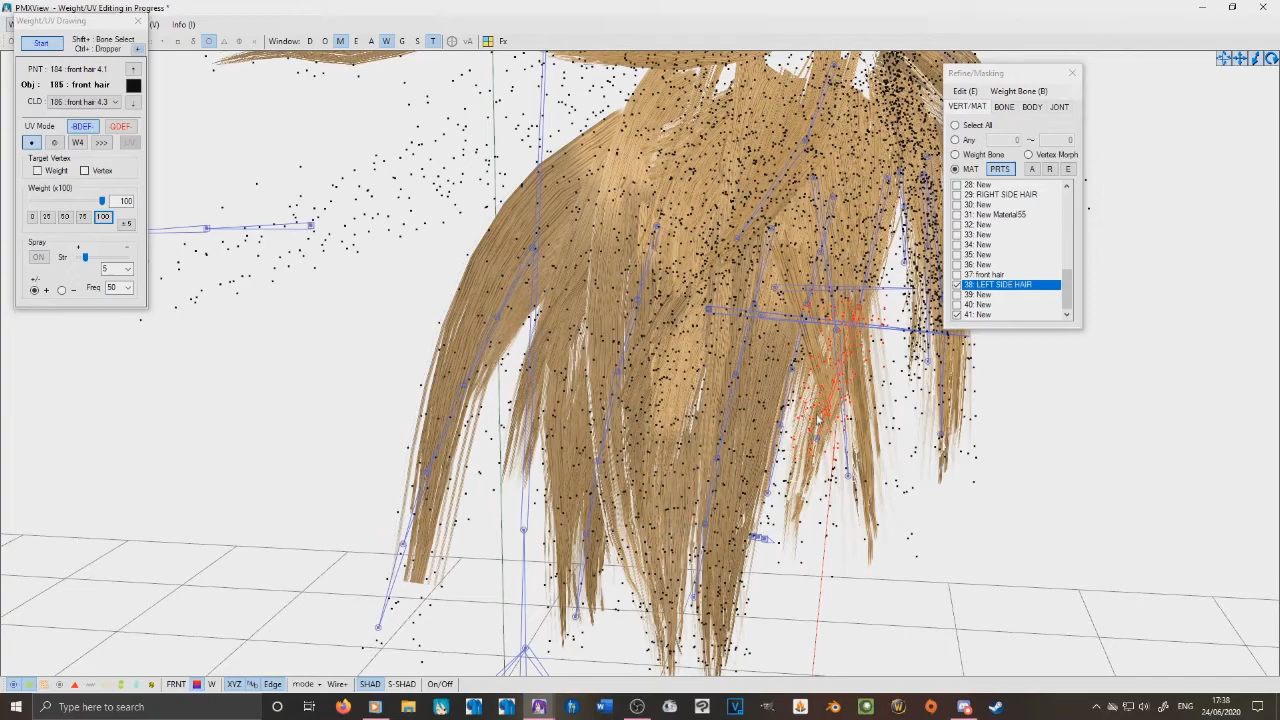 PMXView - Weight/UV Editing in Progress *
(V) Info (I)
Window: D O M E A W G S T vA Fx
Weight/UV Drawing
Start
Shft+ : Bone Select
Ctrl+ : Dropper
PNT : 184 : front hair 4.1
Obj : 185 : front hair
CLD : 186 : front hair 4.3
UV Mode
-BDEF-
QDEF-
W4
>>>
Target Vertex
Weight
Vertex
Weight (x100)
100
0 25 50 75 100
± 5
Spray
+ -
ON
Str
5
+/-
+ -
Freq
50
Refine/Masking
Edit (E) Weight Bone (B)
VERT/MAT BONE BODY JONT
Select All
Any 0 ～ 0
Weight Bone Vertex Morph
MAT PRTS A R E
28: New
29: RIGHT SIDE HAIR
30: New
31: New Material55
32: New
33: New
34: New
35: New
36: New
37: front hair
38: LEFT SIDE HAIR
39: New
40: New
41: New
FRNT W XYZ Edge mode Wire+ SHAD S-SHAD On/Off
Type here to search
17:38
24/06/2020